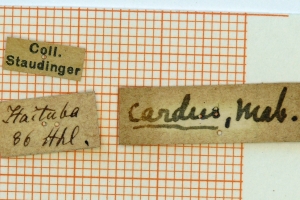 Coll.
Staudinger
Itaituba
86 Hhl.
cardus, Mab.